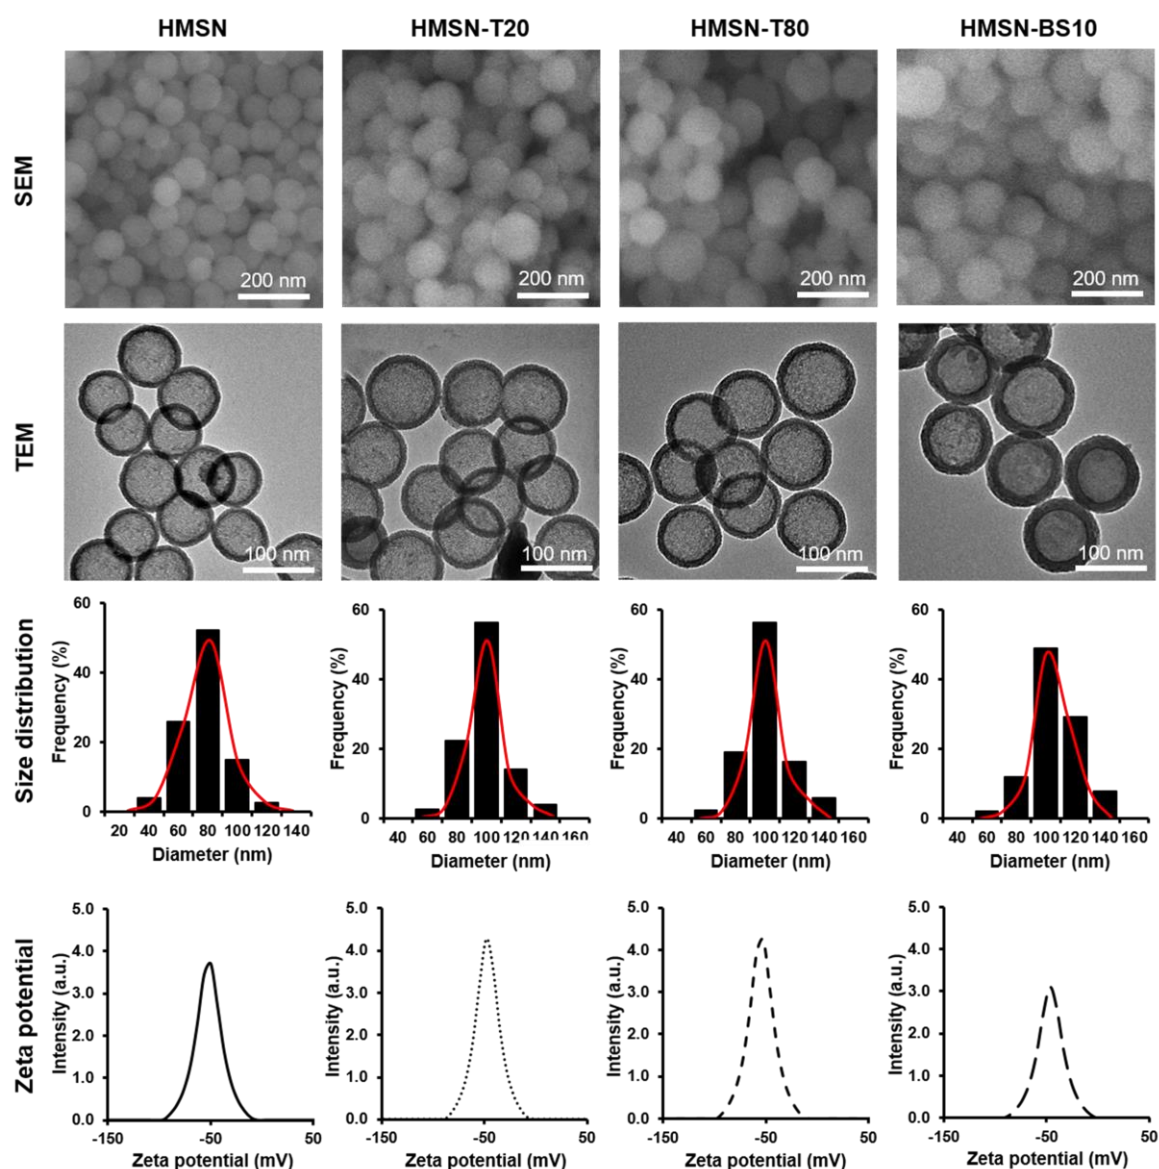 HMSN HMSN-T20 HMSN-T80 HMSN-BS10
SEM
200 nm 200 nm 200 nm 200 nm
TEM
100 nm 100 nm 100 nm 100 nm
Size distribution
Frequency (%)
60
40
20
0
20 40 60 80 100 120 140
Diameter (nm)
Frequency (%)
60
40
20
0
40 60 80 100 120 140 160
Diameter (nm)
Frequency (%)
60
40
20
0
40 60 80 100 120 140 160
Diameter (nm)
Frequency (%)
60
40
20
0
40 60 80 100 120 140 160
Diameter (nm)
Zeta potential
Intensity (a.u.)
5.0
4.0
3.0
2.0
1.0
0.0
-150 -50 50
Zeta potential (mV)
Intensity (a.u.)
5.0
4.0
3.0
2.0
1.0
0.0
-150 -50 50
Zeta potential (mV)
Intensity (a.u.)
5.0
4.0
3.0
2.0
1.0
0.0
-150 -50 50
Zeta potential (mV)
Intensity (a.u.)
5.0
4.0
3.0
2.0
1.0
0.0
-150 -50 50
Zeta potential (mV)